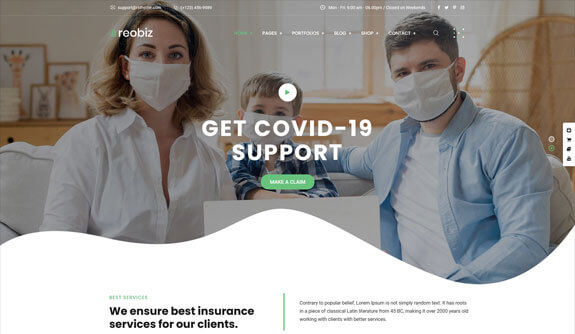 support@rstheme.com (+123) 456-9989 Mon - Fri: 9:00 am - 06.00pm / Closed on Weekends
reobiz HOME + PAGES + PORTFOLIOS + BLOG + SHOP + CONTACT +
GET COVID-19
SUPPORT
MAKE A CLAIM
BEST SERVICES
We ensure best insurance
services for our clients.
Contrary to popular belief, Lorem Ipsum is not simply random text. It has roots
in a piece of classical Latin literature from 45 BC, making it over 2000 years old
working with clients with better services.